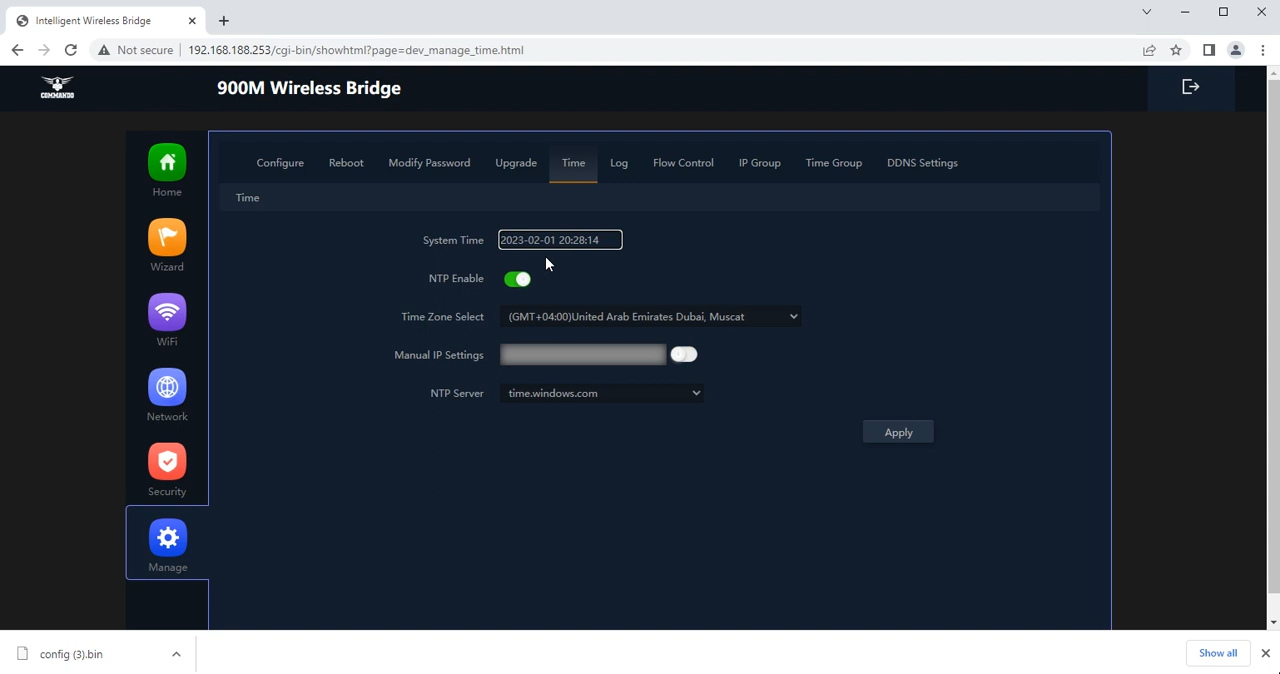 Intelligent Wireless Bridge
Not secure 192.168.188.253/cgi-bin/showhtml?page=dev_manage_time.html
COMMANDO
900M Wireless Bridge
Home
Wizard
WiFi
Network
Security
Manage
Configure Reboot Modify Password Upgrade Time Log Flow Control IP Group Time Group DDNS Settings
Time
System Time 2023-02-01 20:28:14
NTP Enable
Time Zone Select (GMT+04:00)United Arab Emirates Dubai, Muscat
Manual IP Settings
NTP Server time.windows.com
Apply
config (3).bin
Show all